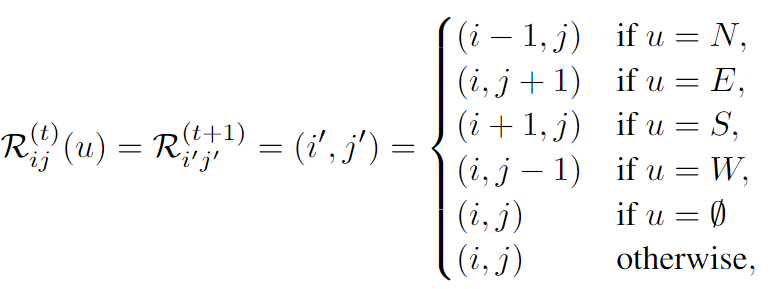 (i − 1, j) if u = N,
(i, j + 1) if u = E,
(i + 1, j) if u = S,
ℛ_{ij}^{(t)}(u) = ℛ_{i′j′}^{(t+1)} = (i′, j′) = {
(i, j − 1) if u = W,
(i, j) if u = ∅
(i, j) otherwise,